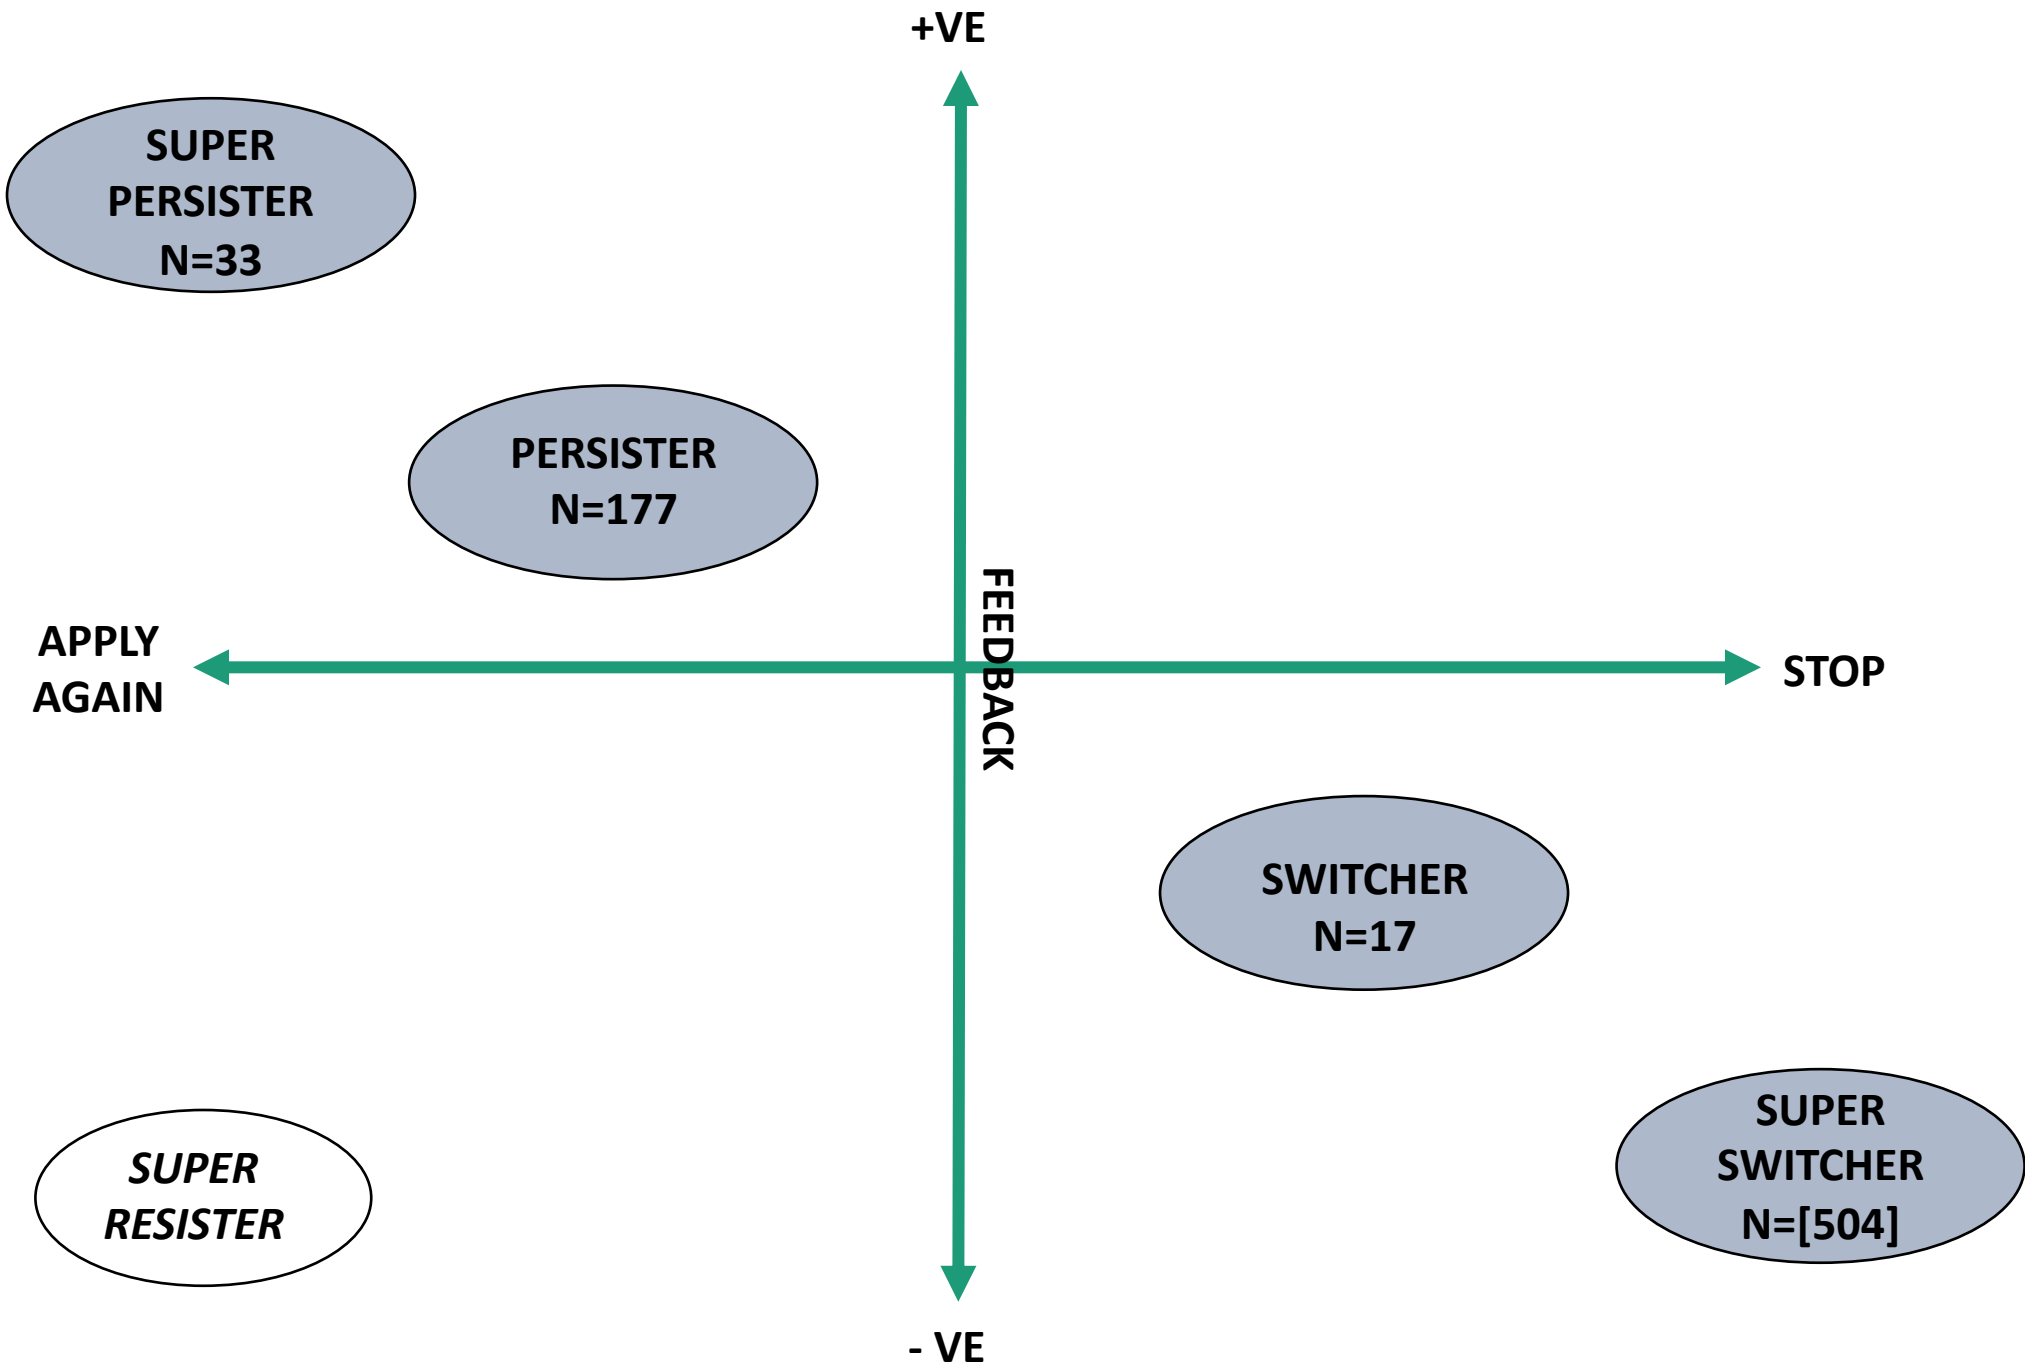 +VE
SUPER
PERSISTER
N=33
PERSISTER
N=177
FEEDBACK
APPLY
AGAIN
STOP
SWITCHER
N=17
SUPER
SWITCHER
N=[504]
SUPER
RESISTER
- VE